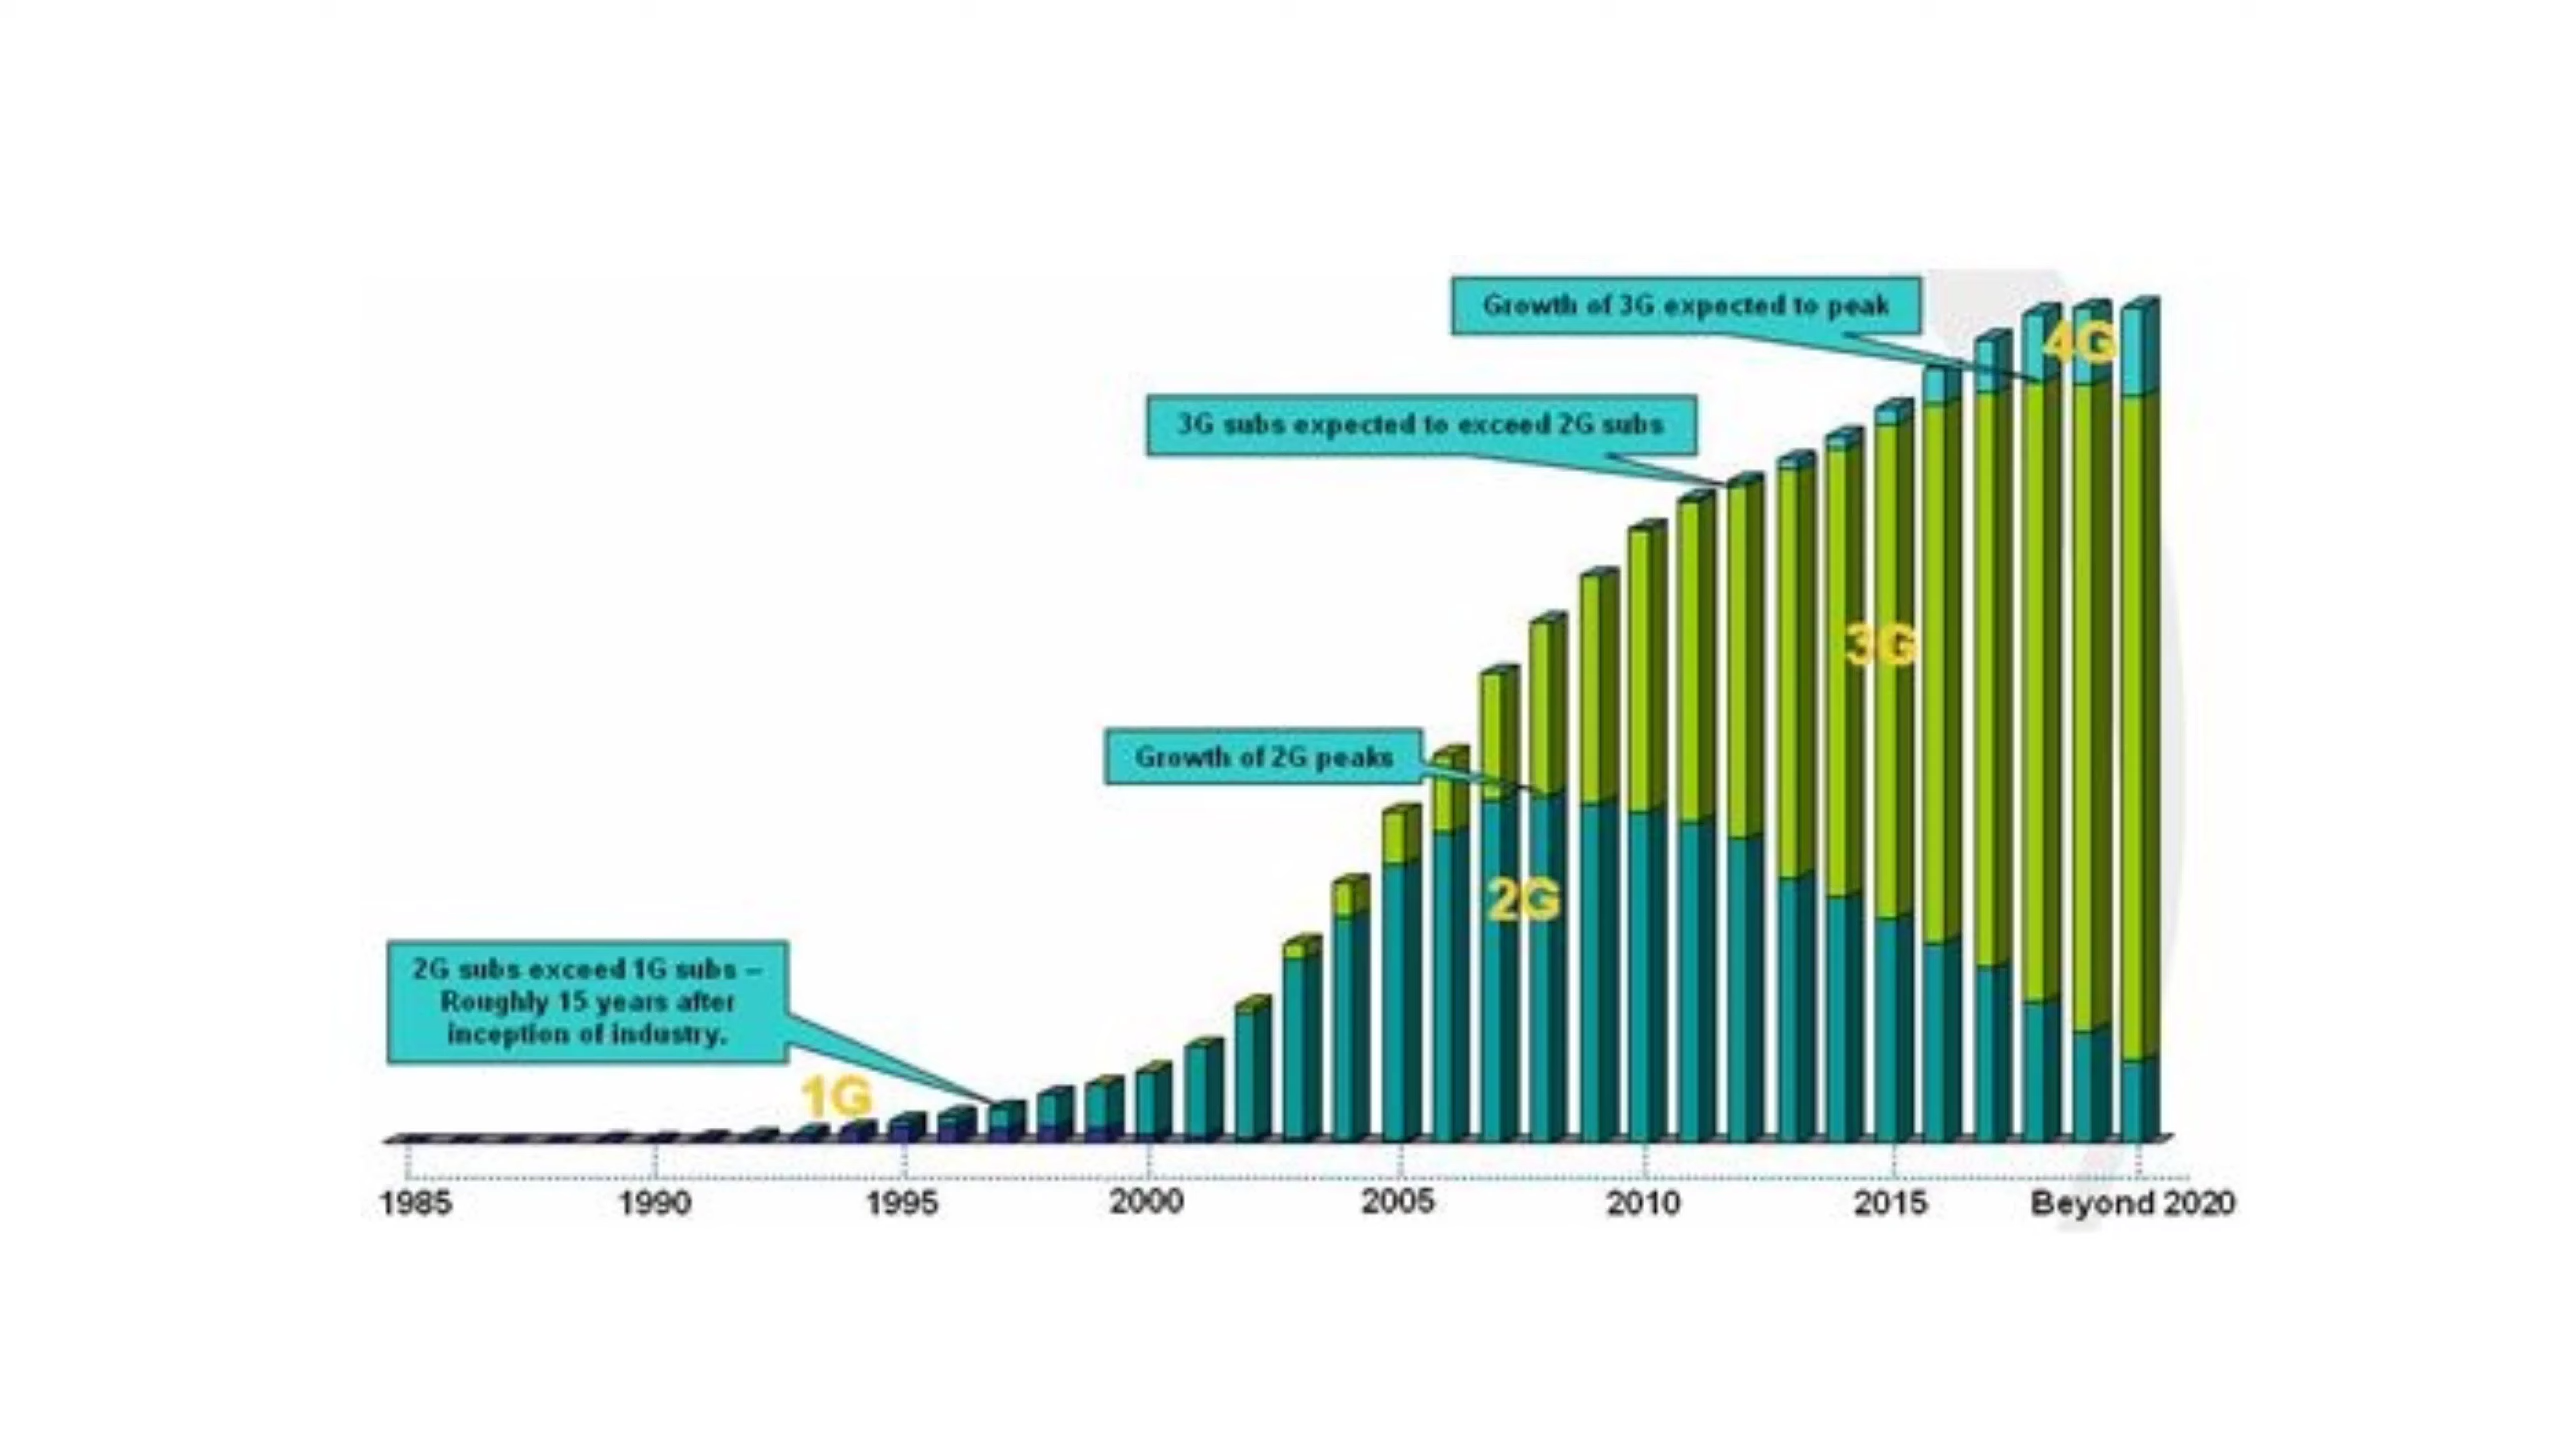 Growth of 3G expected to peak
4G
3G subs expected to exceed 2G subs
3G
Growth of 2G peaks
2G
2G subs exceed 1G subs –
Roughly 15 years after
inception of industry.
1G
1985 1990 1995 2000 2005 2010 2015 Beyond 2020